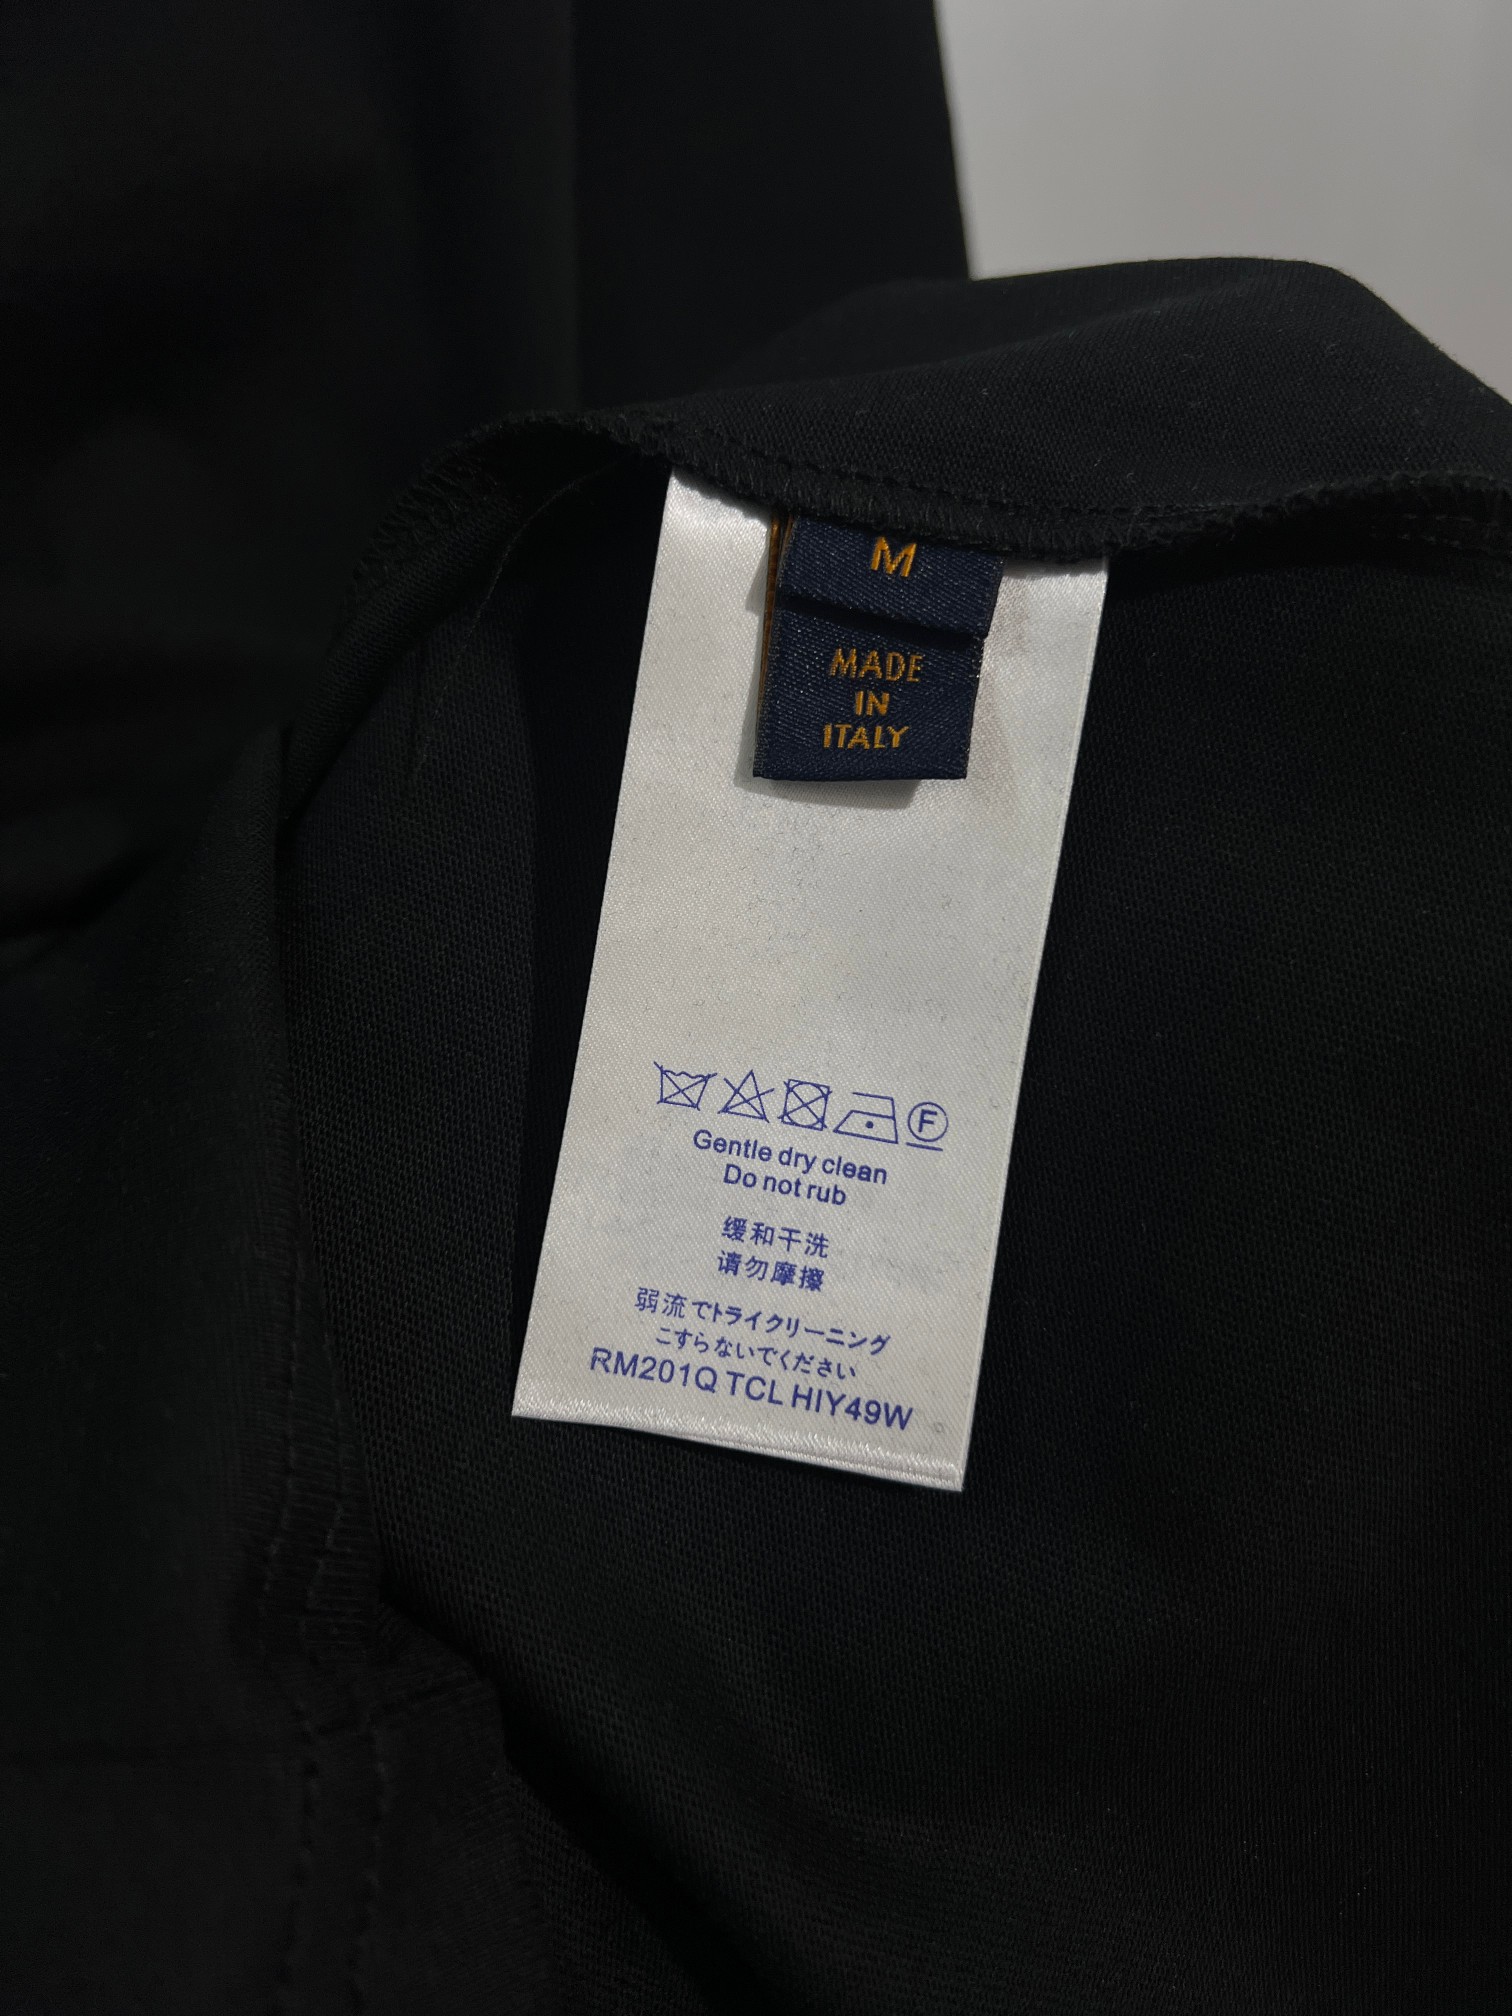 M
MADE
IN
ITALY
F
Gentle dry clean
Do not rub
缓和干洗
请勿摩擦
弱流でトライクリーニング
こすらないでください
RM201Q TCL HIY49W